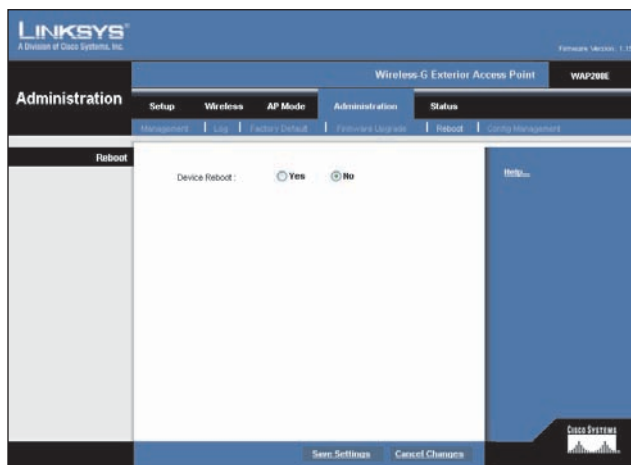 LINKSYS®
A Division of Cisco Systems, Inc.
Firmware Version: 1.15
Wireless-G Exterior Access Point
WAP200E
Administration
Setup Wireless AP Mode Administration Status
Management | Log | Factory Default | Firmware Upgrade | Reboot | Config Management
Reboot
Device Reboot : Yes No
Help...
Save Settings Cancel Changes
CISCO SYSTEMS